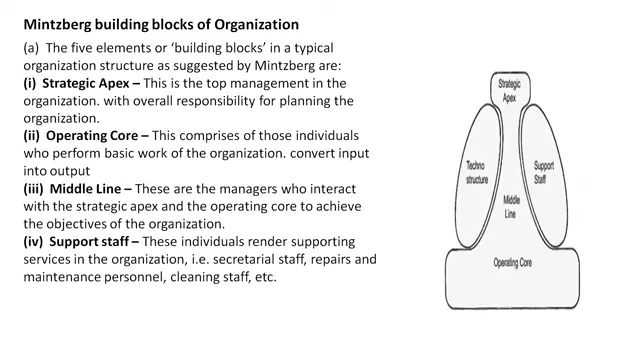 Mintzberg building blocks of Organization
(a) The five elements or ‘building blocks’ in a typical
organization structure as suggested by Mintzberg are:
(i) Strategic Apex – This is the top management in the
organization. with overall responsibility for planning the
organization.
(ii) Operating Core – This comprises of those individuals
who perform basic work of the organization. convert input
into output
(iii) Middle Line – These are the managers who interact
with the strategic apex and the operating core to achieve
the objectives of the organization.
(iv) Support staff – These individuals render supporting
services in the organization, i.e. secretarial staff, repairs and
maintenance personnel, cleaning staff, etc.
Strategic
Apex
Techno
structure
Support
Staff
Middle
Line
Operating Core